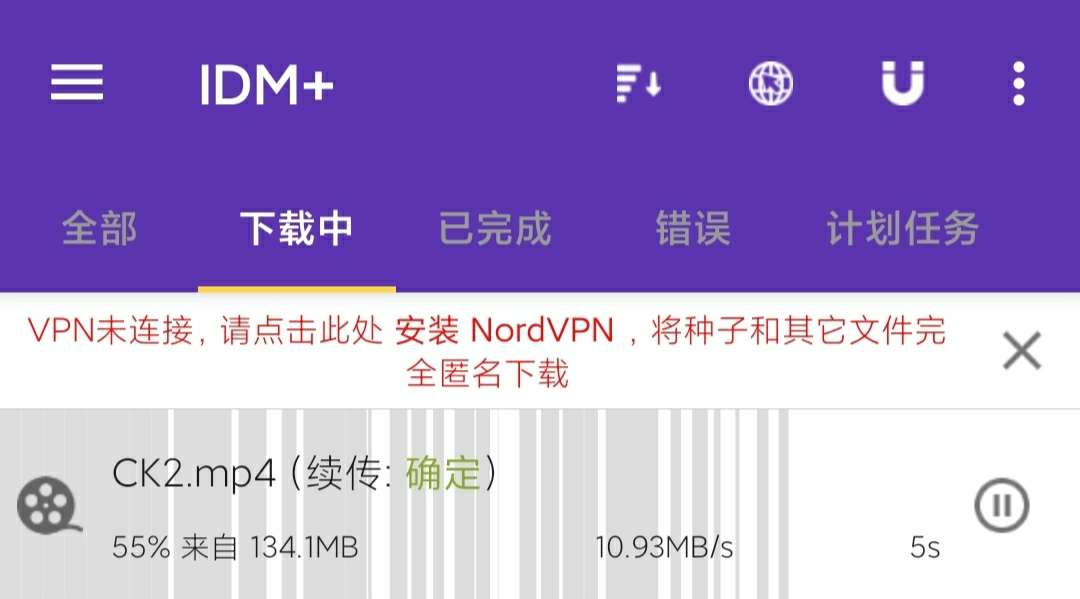 IDM+
全部 下载中 已完成 错误 计划任务
VPN未连接, 请点击此处 安装 NordVPN , 将种子和其它文件完
全匿名下载
CK2.mp4 (续传: 确定)
55% 来自 134.1MB 10.93MB/s 5s